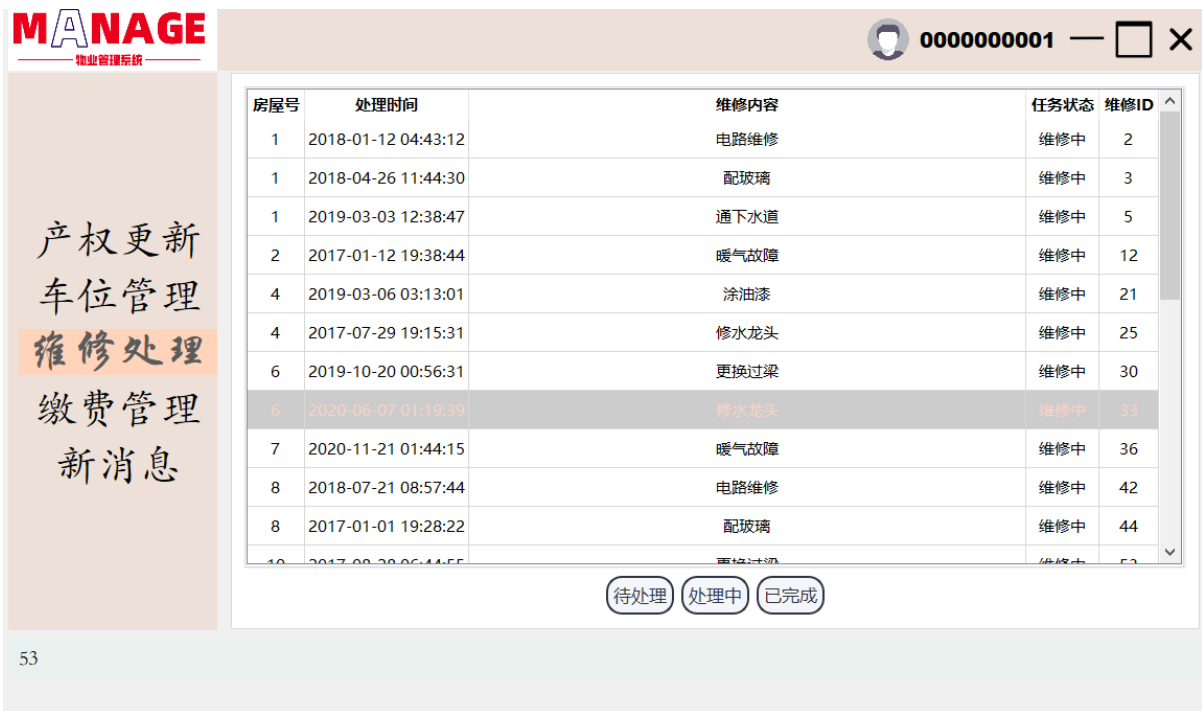 MANAGE
物业管理系统
0000000001
产权更新
车位管理
维修处理
缴费管理
新消息
房屋号 处理时间 维修内容 任务状态 维修ID
1 2018-01-12 04:43:12 电路维修 维修中 2
1 2018-04-26 11:44:30 配玻璃 维修中 3
1 2019-03-03 12:38:47 通下水道 维修中 5
2 2017-01-12 19:38:44 暖气故障 维修中 12
4 2019-03-06 03:13:01 涂油漆 维修中 21
4 2017-07-29 19:15:31 修水龙头 维修中 25
6 2019-10-20 00:56:31 更换过梁 维修中 30
6 2020-06-07 01:19:39 修水龙头 维修中 33
7 2020-11-21 01:44:15 暖气故障 维修中 36
8 2018-07-21 08:57:44 电路维修 维修中 42
8 2017-01-01 19:28:22 配玻璃 维修中 44
更换过梁 维修中
待处理 处理中 已完成
53